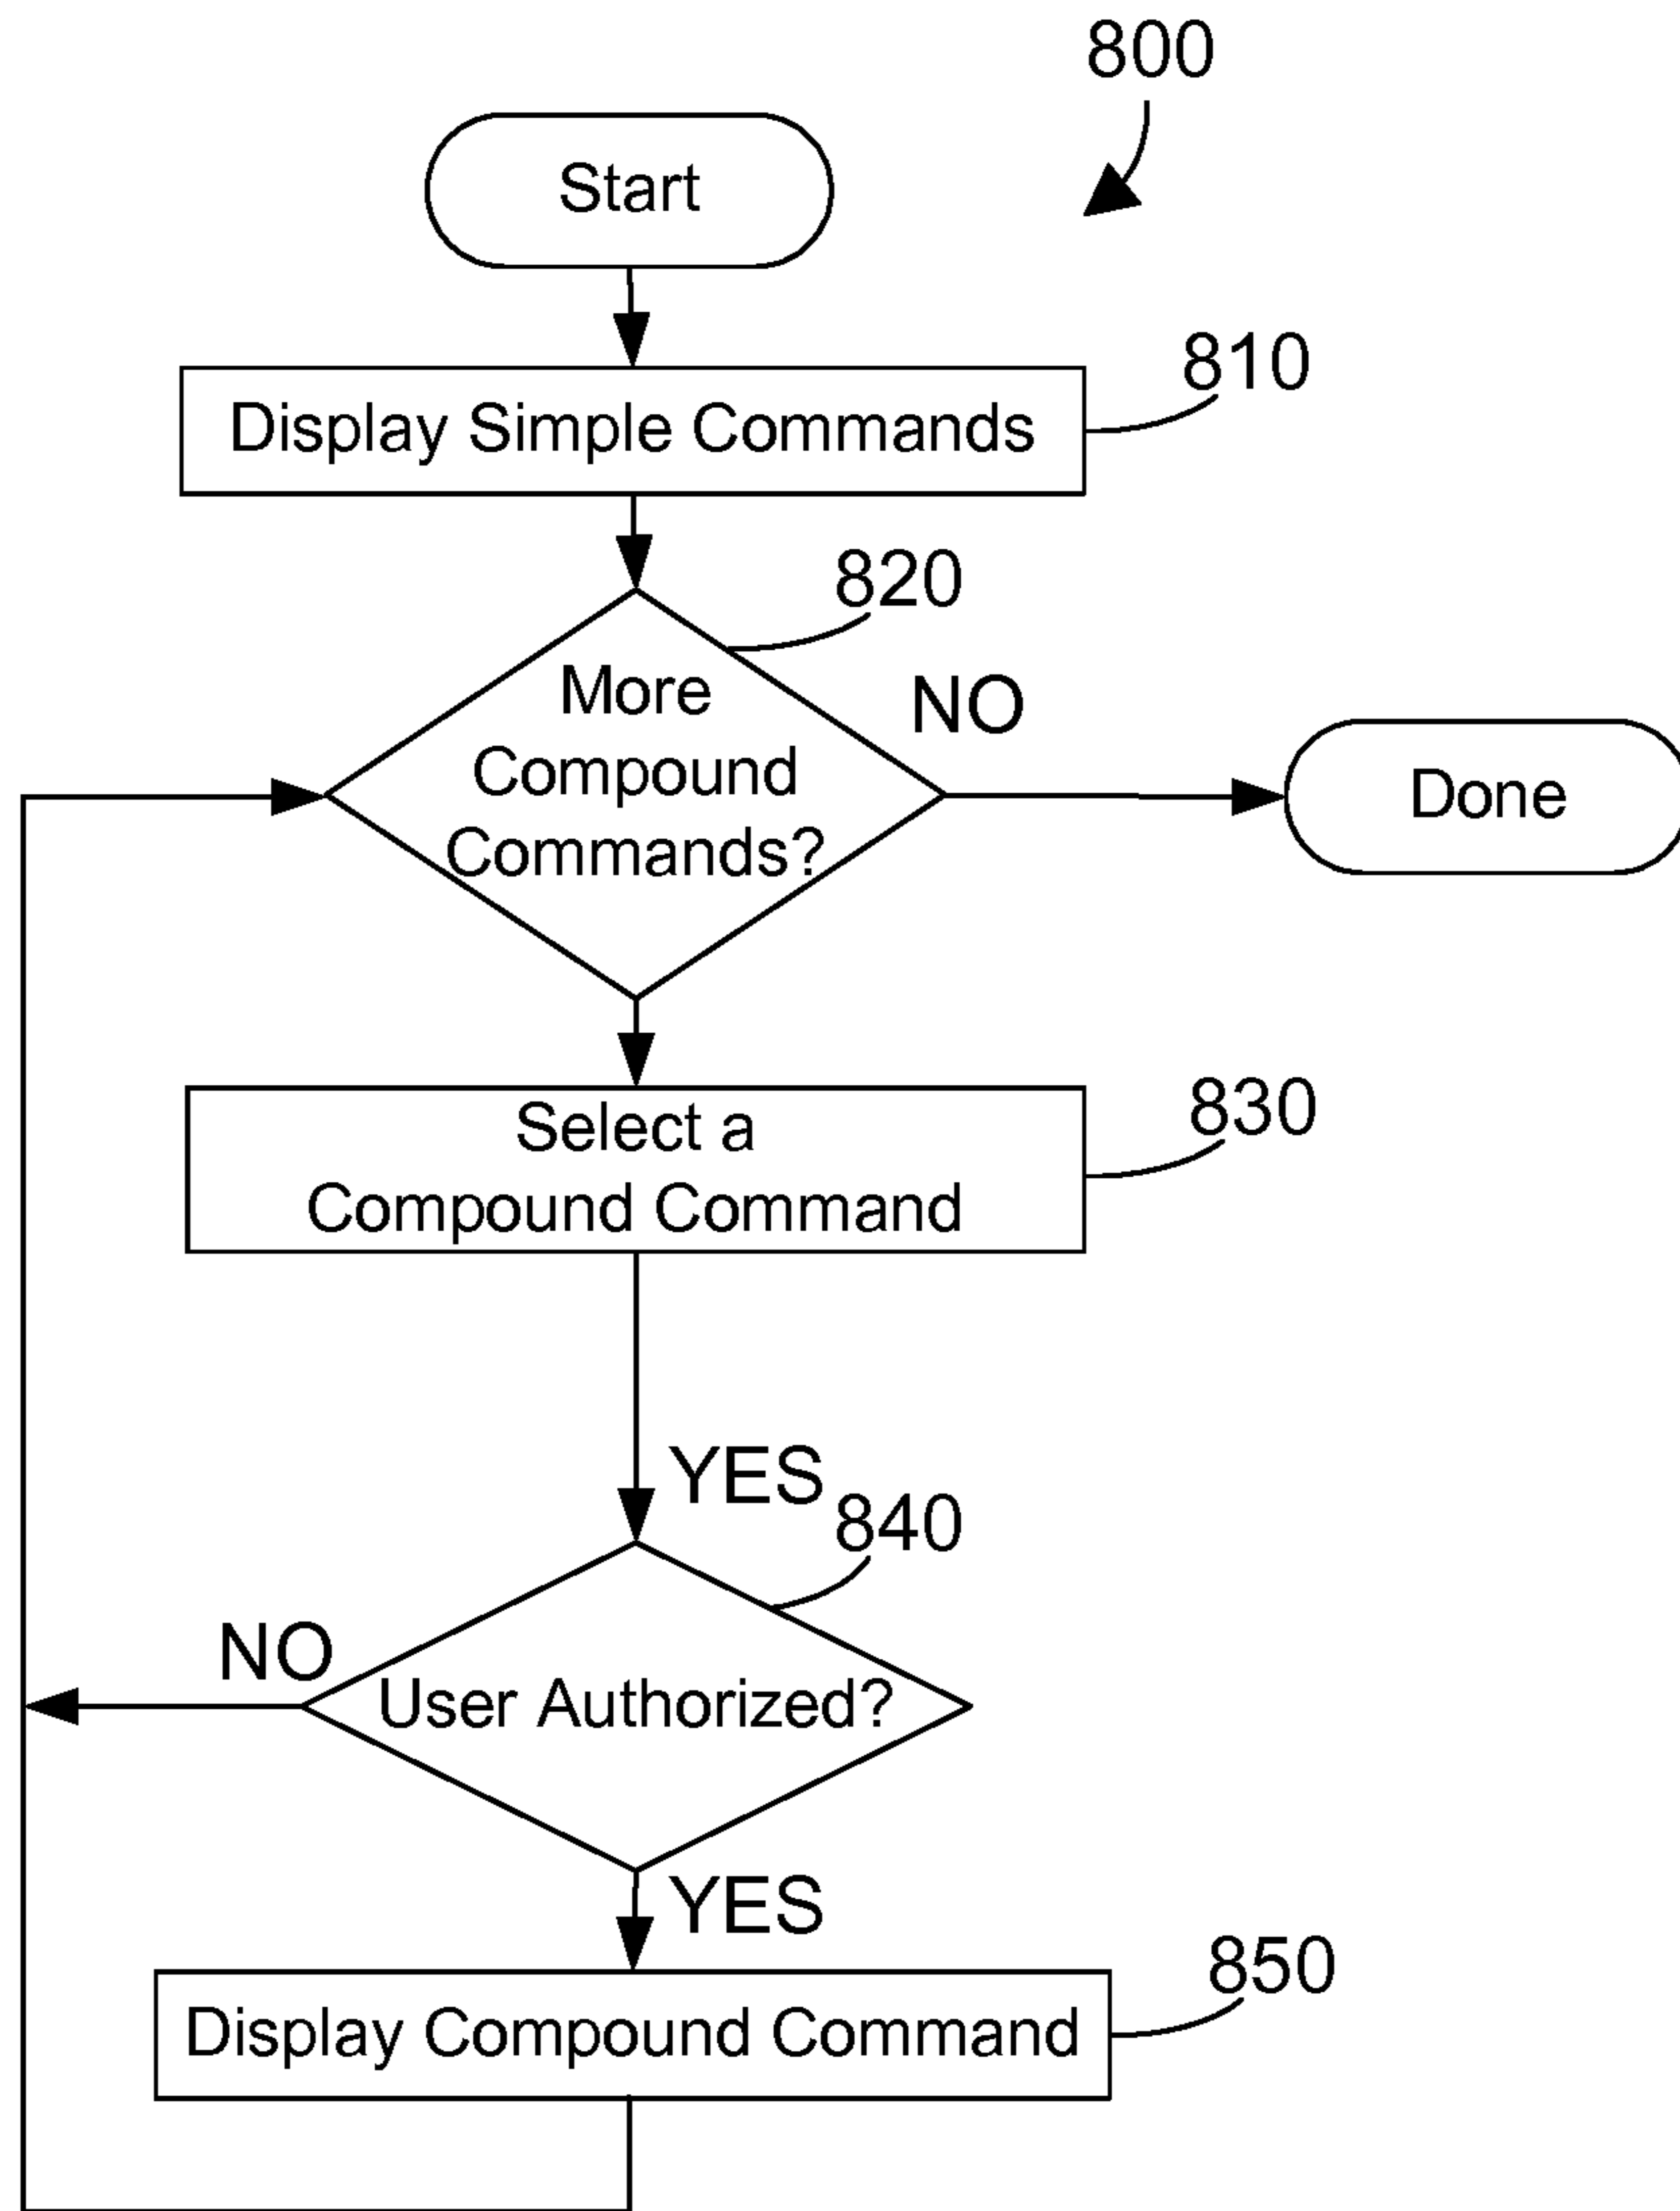 800
Start
810
Display Simple Commands
820
More
Compound
Commands?
NO
Done
830
Select a
Compound Command
YES
840
NO
User Authorized?
YES
850
Display Compound Command